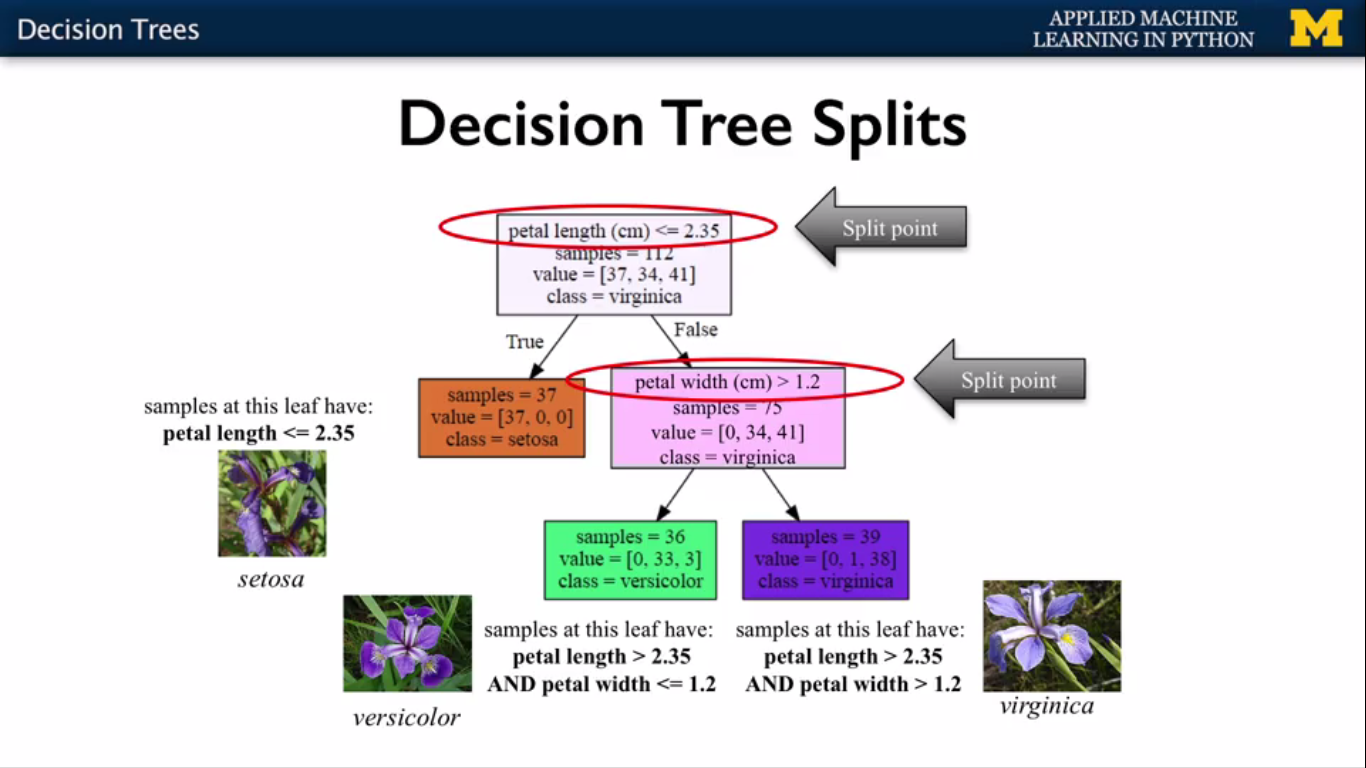 Decision Trees
APPLIED MACHINE
LEARNING IN PYTHON
M
Decision Tree Splits
petal length (cm) <= 2.35
samples = 112
value = [37, 34, 41]
class = virginica
Split point
True
False
samples = 37
value = [37, 0, 0]
class = setosa
petal width (cm) > 1.2
samples = 75
value = [0, 34, 41]
class = virginica
Split point
samples at this leaf have:
petal length <= 2.35
setosa
samples = 36
value = [0, 33, 3]
class = versicolor
samples = 39
value = [0, 1, 38]
class = virginica
versicolor
samples at this leaf have:
petal length > 2.35
AND petal width <= 1.2
samples at this leaf have:
petal length > 2.35
AND petal width > 1.2
virginica